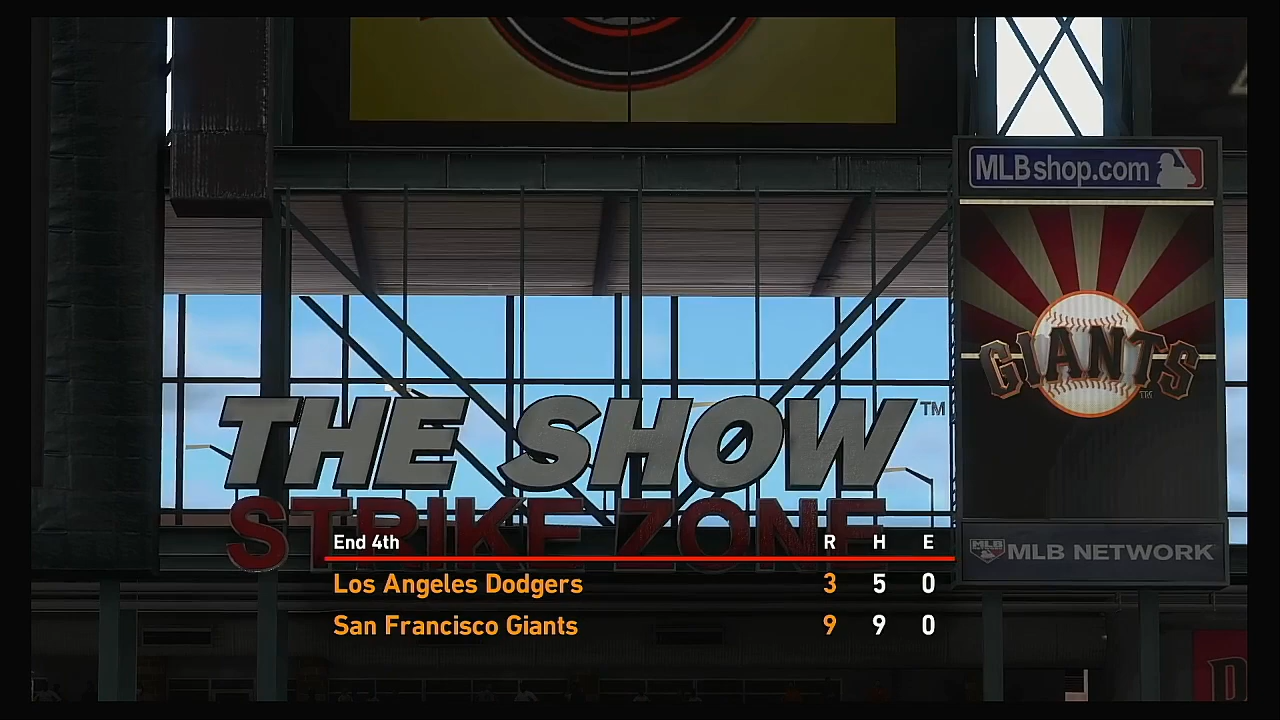 MLBshop.com
GIANTS
TM
THE SHOW™
STRIKE ZONE
MLB NETWORK
End 4th R H E
Los Angeles Dodgers 3 5 0
San Francisco Giants 9 9 0
D